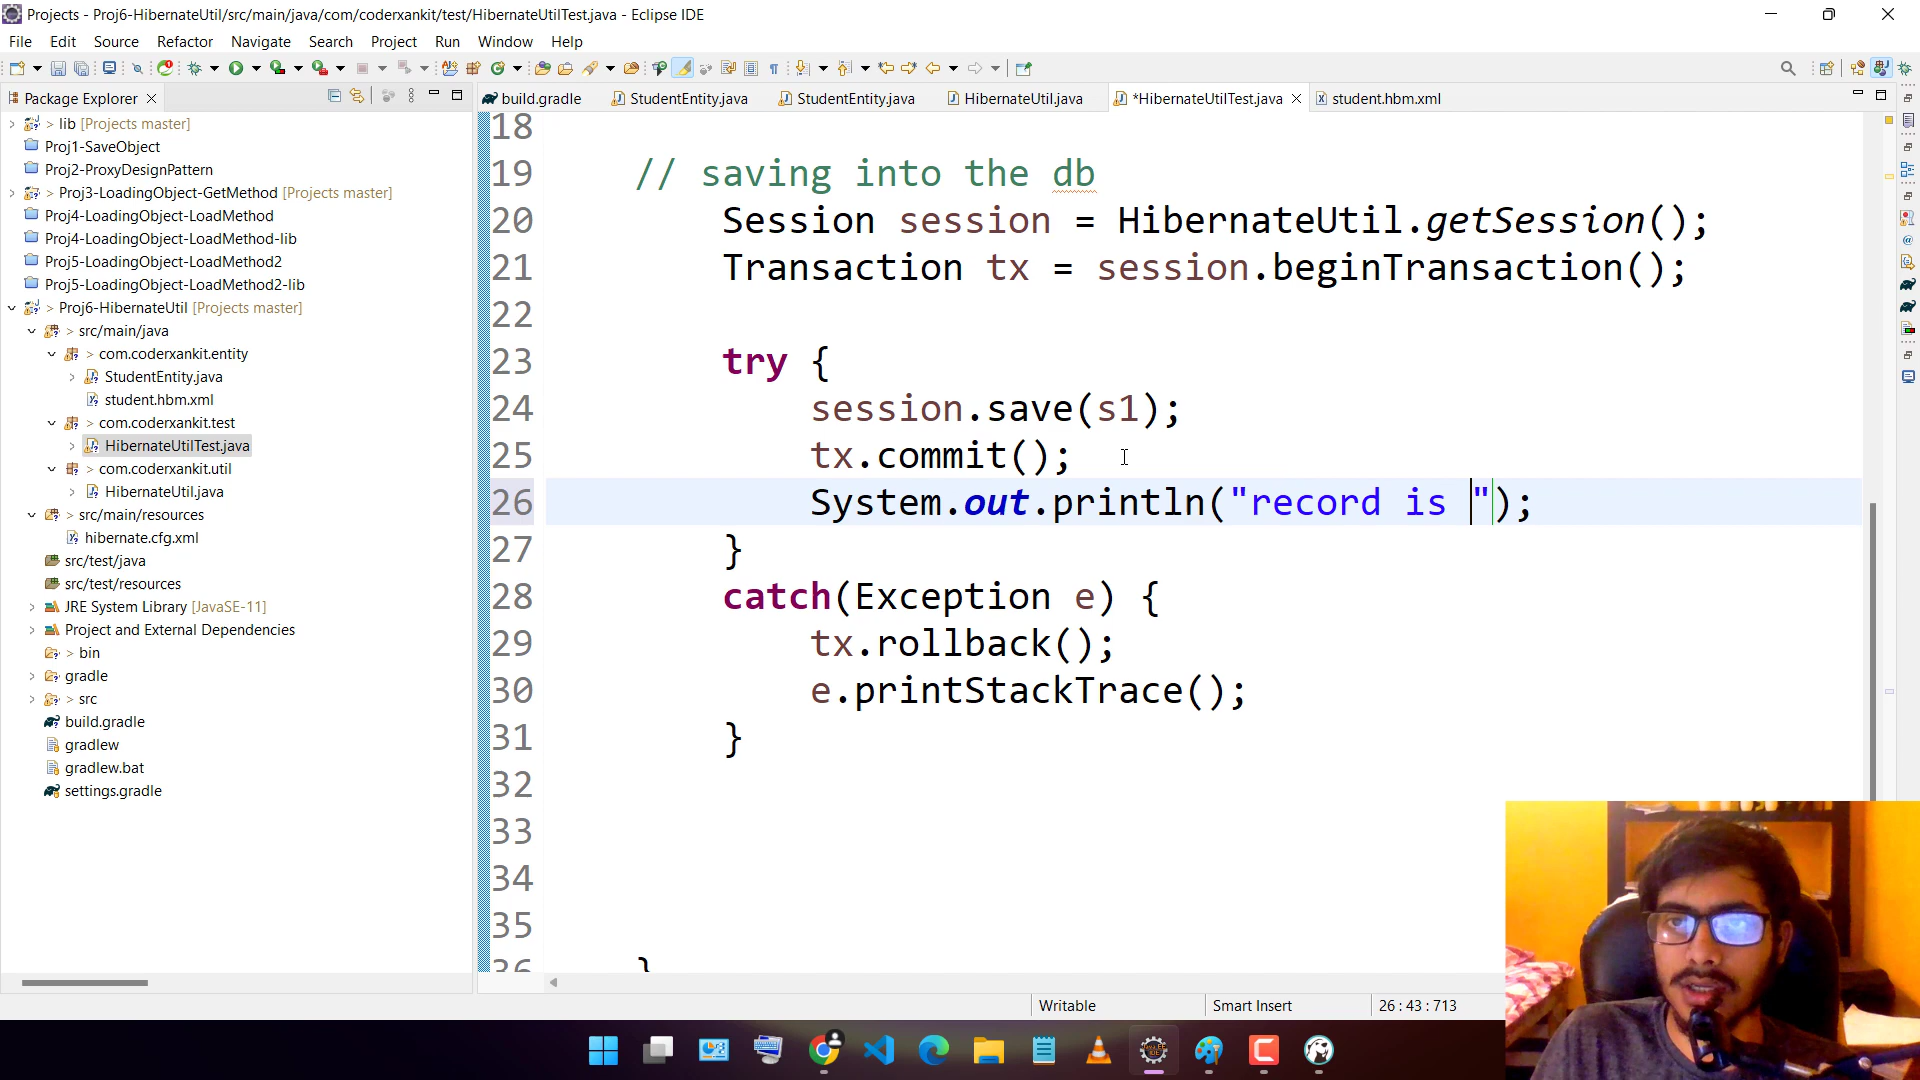 Projects - Proj6-HibernateUtil/src/main/java/com/coderxankit/test/HibernateUtilTest.java - Eclipse IDE
File Edit Source Refactor Navigate Search Project Run Window Help
Package Explorer
build.gradle StudentEntity.java StudentEntity.java HibernateUtil.java *HibernateUtilTest.java student.hbm.xml
> lib [Projects master]
Proj1-SaveObject
Proj2-ProxyDesignPattern
> Proj3-LoadingObject-GetMethod [Projects master]
Proj4-LoadingObject-LoadMethod
Proj4-LoadingObject-LoadMethod-lib
Proj5-LoadingObject-LoadMethod2
Proj5-LoadingObject-LoadMethod2-lib
> Proj6-HibernateUtil [Projects master]
> src/main/java
> com.coderxankit.entity
StudentEntity.java
student.hbm.xml
> com.coderxankit.test
HibernateUtilTest.java
> com.coderxankit.util
HibernateUtil.java
> src/main/resources
hibernate.cfg.xml
src/test/java
src/test/resources
JRE System Library [JavaSE-11]
Project and External Dependencies
> bin
gradle
> src
build.gradle
gradlew
gradlew.bat
settings.gradle
18
19 // saving into the db
20 Session session = HibernateUtil.getSession();
21 Transaction tx = session.beginTransaction();
22
23 try {
24 session.save(s1);
25 tx.commit();
26 System.out.println("record is ");
27 }
28 catch(Exception e) {
29 tx.rollback();
30 e.printStackTrace();
31 }
32
33
34
35
36 }
Writable Smart Insert 26 : 43 : 713